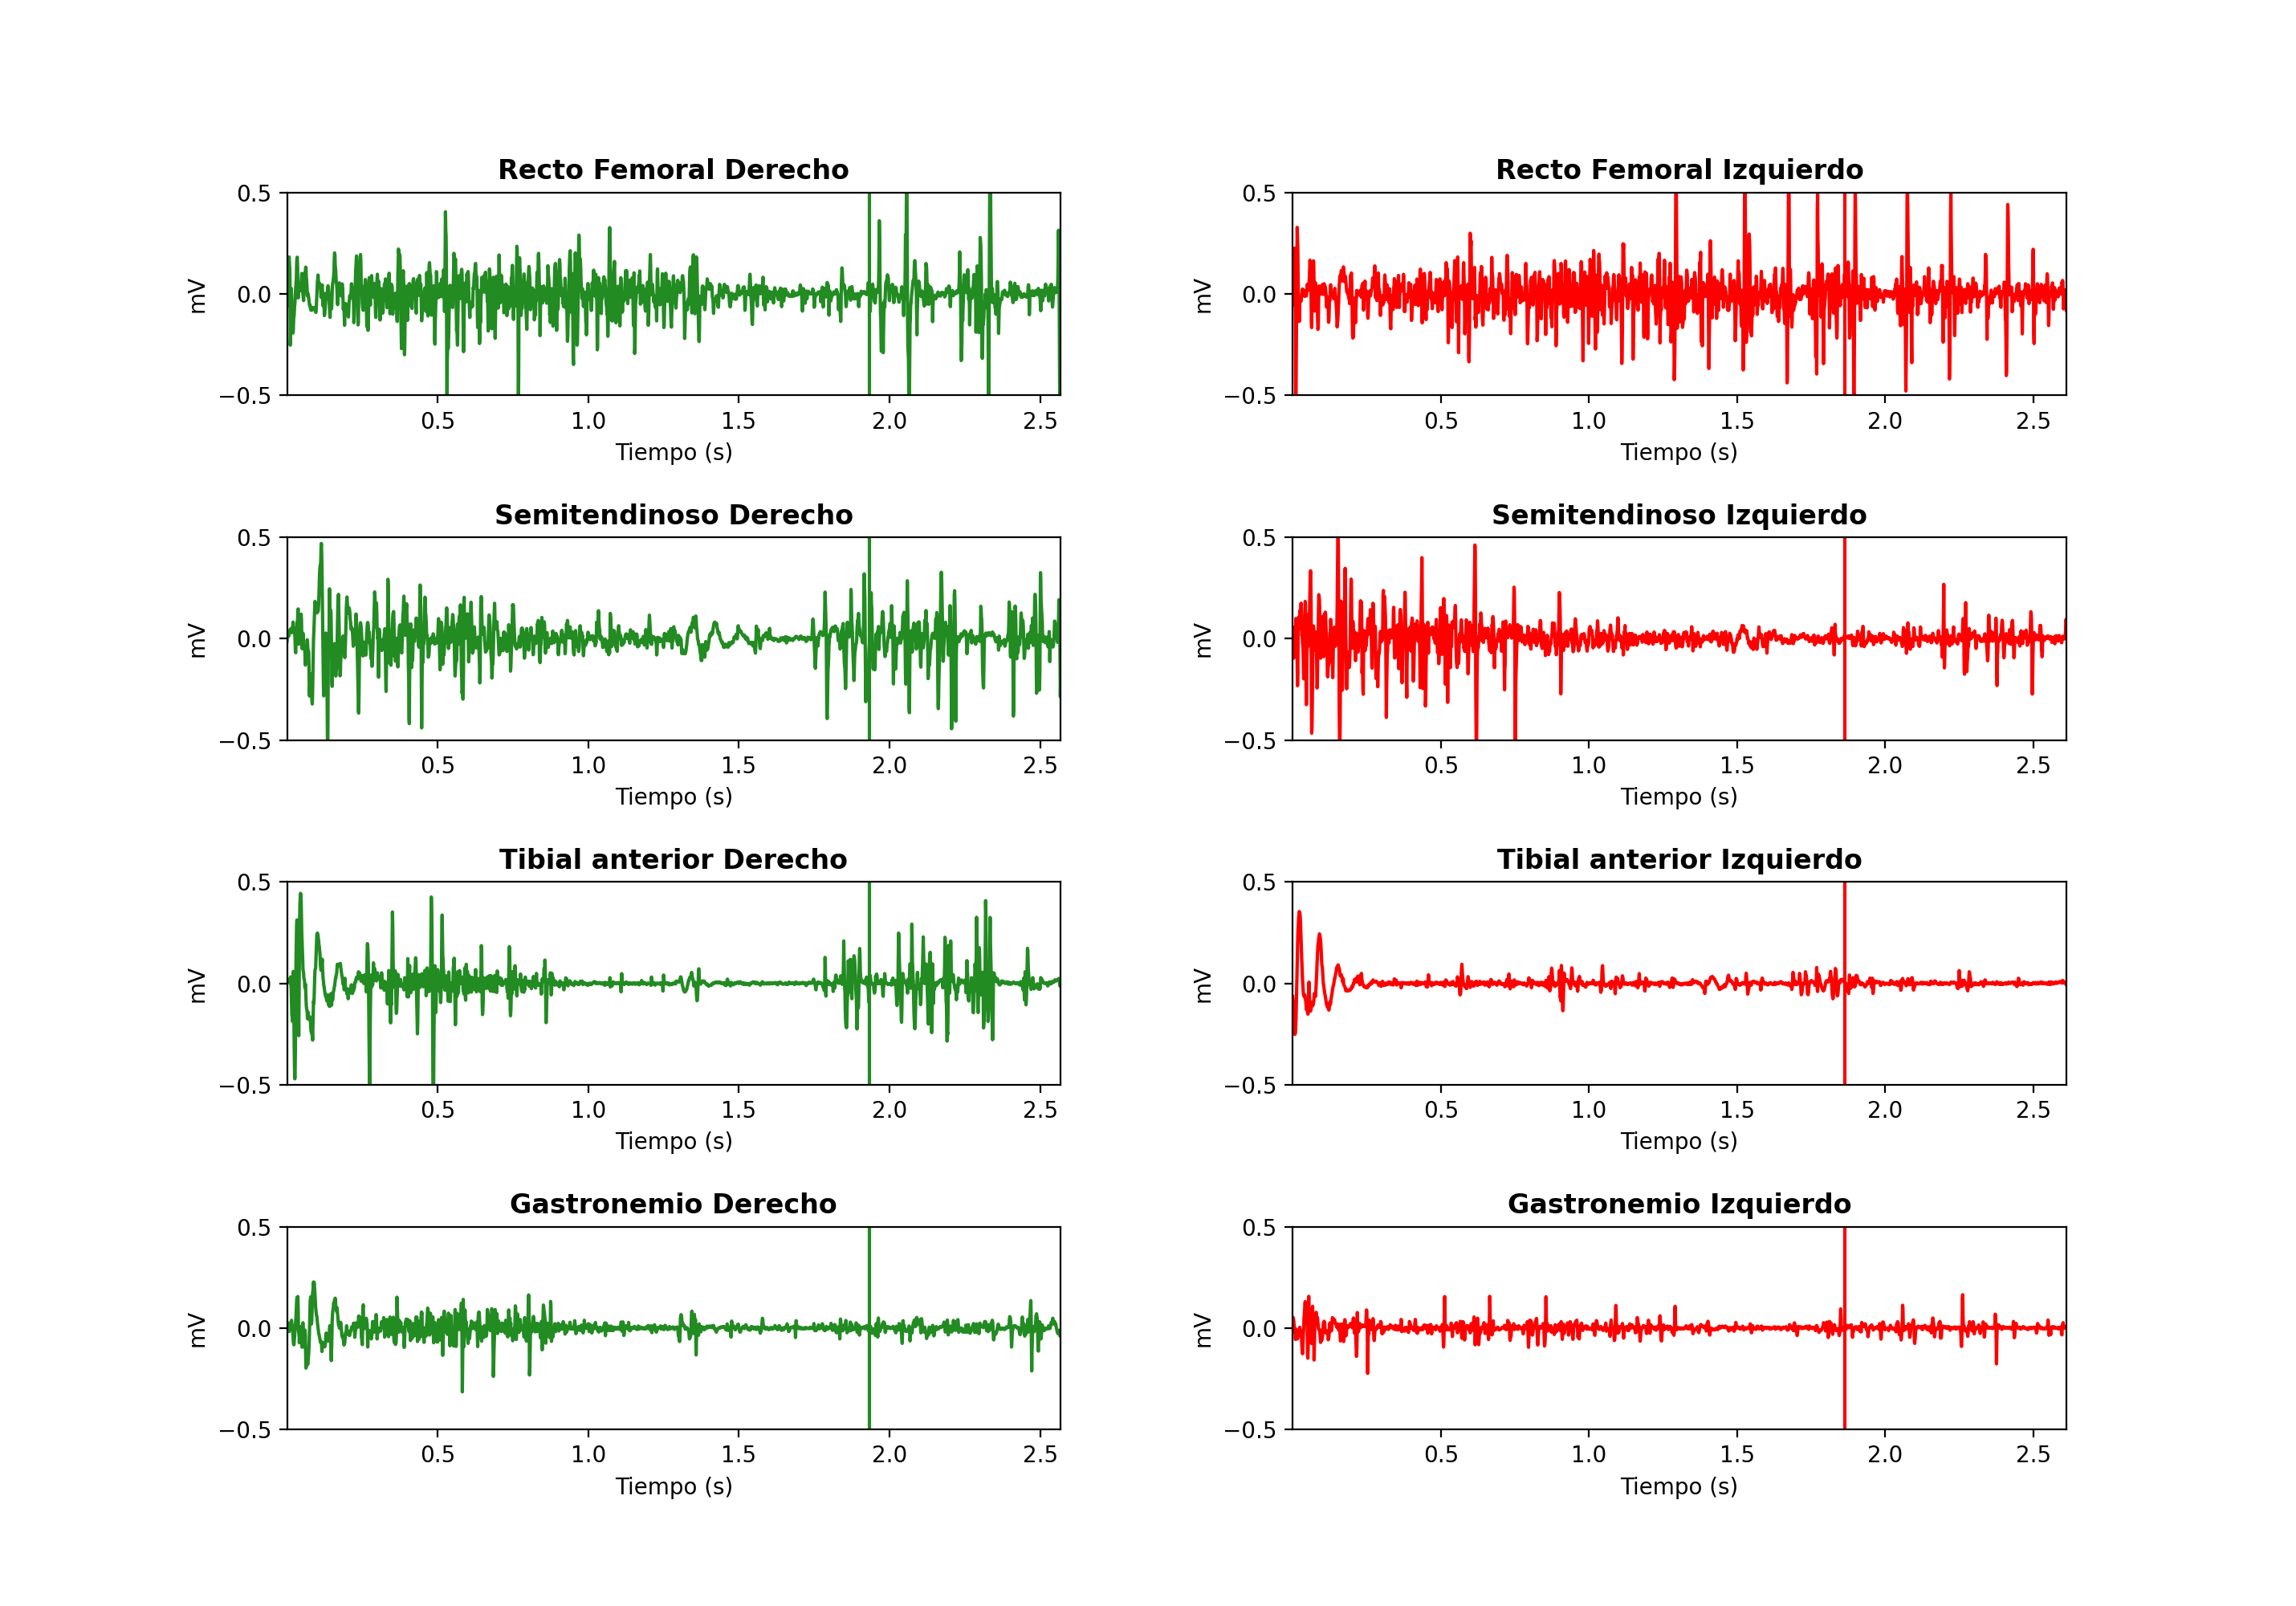 Recto Femoral Derecho
0.5
0.0
−0.5
mV
0.5 1.0 1.5 2.0 2.5
Tiempo (s)
Recto Femoral Izquierdo
0.5
0.0
−0.5
mV
0.5 1.0 1.5 2.0 2.5
Tiempo (s)
Semitendinoso Derecho
0.5
0.0
−0.5
mV
0.5 1.0 1.5 2.0 2.5
Tiempo (s)
Semitendinoso Izquierdo
0.5
0.0
−0.5
mV
0.5 1.0 1.5 2.0 2.5
Tiempo (s)
Tibial anterior Derecho
0.5
0.0
−0.5
mV
0.5 1.0 1.5 2.0 2.5
Tiempo (s)
Tibial anterior Izquierdo
0.5
0.0
−0.5
mV
0.5 1.0 1.5 2.0 2.5
Tiempo (s)
Gastronemio Derecho
0.5
0.0
−0.5
mV
0.5 1.0 1.5 2.0 2.5
Tiempo (s)
Gastronemio Izquierdo
0.5
0.0
−0.5
mV
0.5 1.0 1.5 2.0 2.5
Tiempo (s)